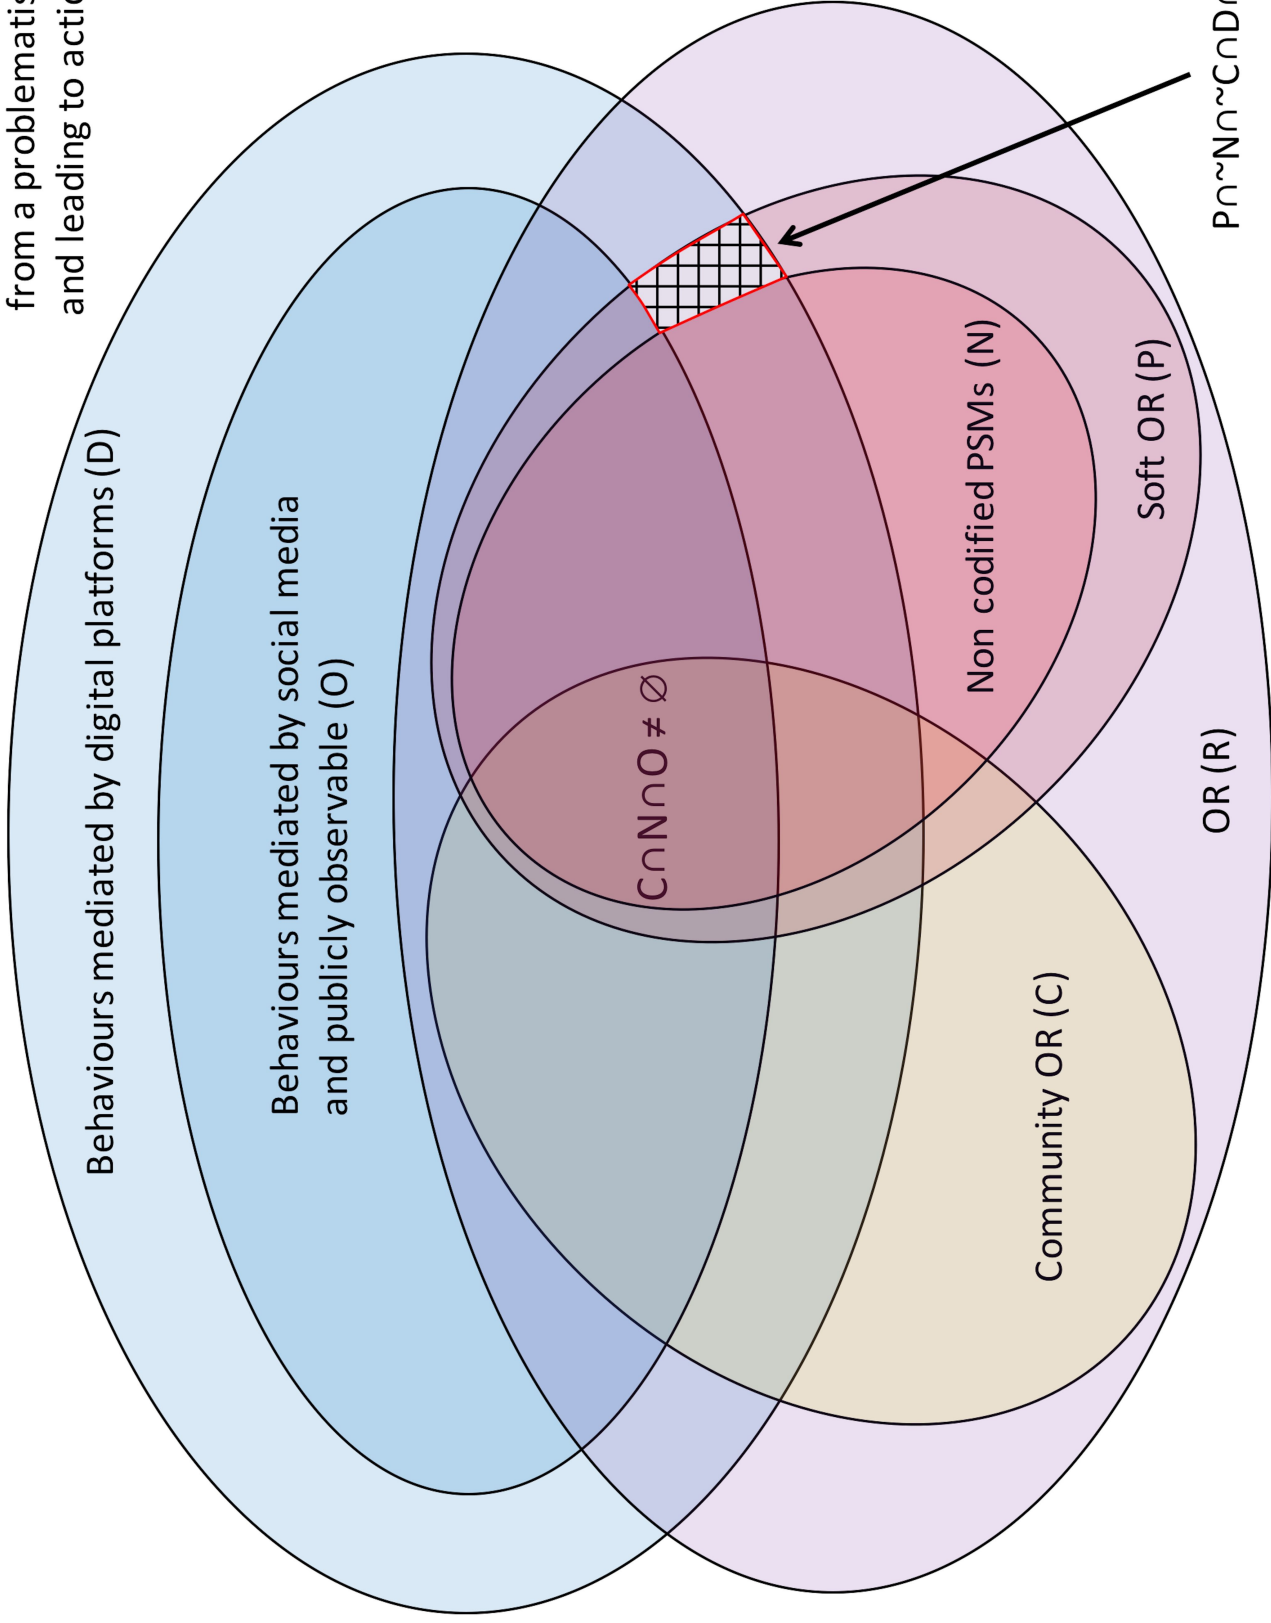 from a problematis
and leading to actio
Behaviours mediated by digital platforms (D)
Behaviours mediated by social media
and publicly observable (O)
C∩N∩O ≠ ∅
Non codified PSMs (N)
Soft OR (P)
Community OR (C)
OR (R)
P∩~N∩~C∩D∩